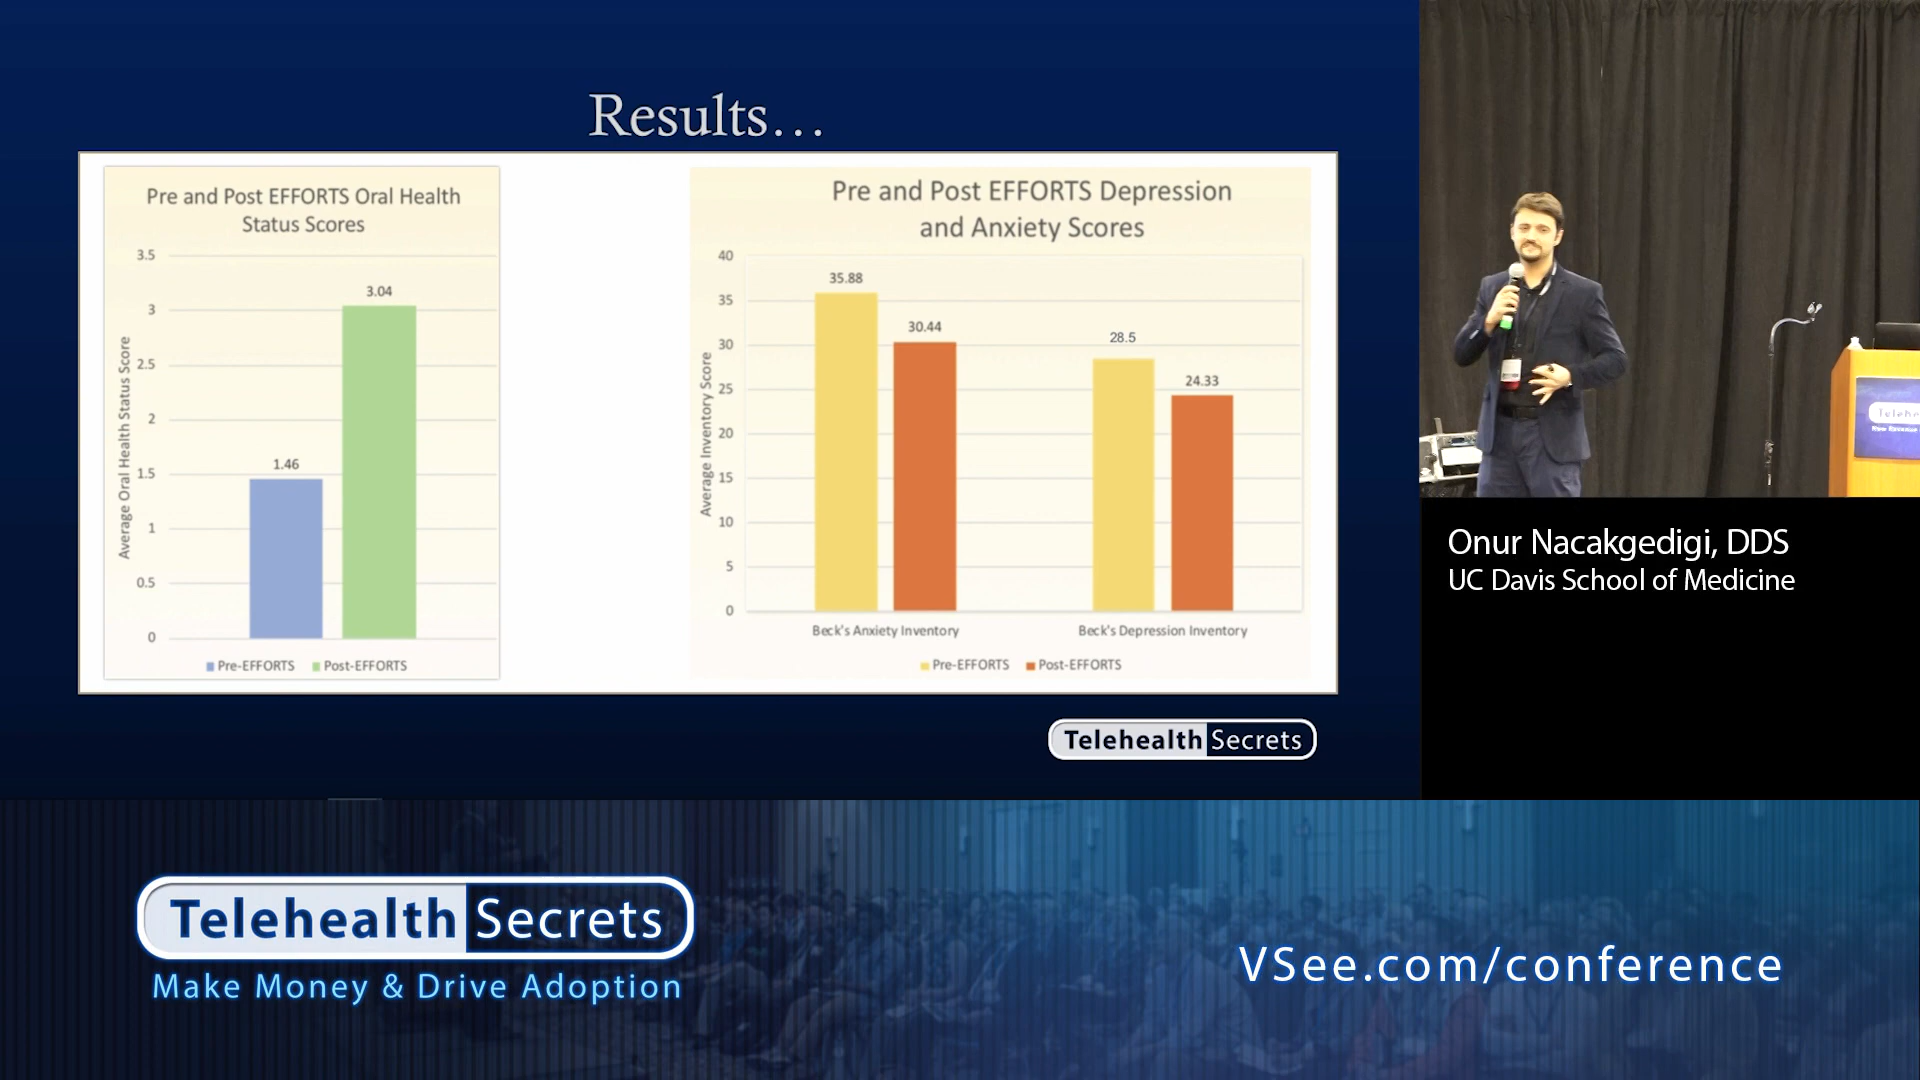 Results…
Pre and Post EFFORTS Oral Health
Status Scores
Average Oral Health Status Score
3.5
3
2.5
2
1.5
1
0.5
0
1.46
3.04
Pre-EFFORTS
Post-EFFORTS
Pre and Post EFFORTS Depression
and Anxiety Scores
Average Inventory Score
40
35
30
25
20
15
10
5
0
35.88
30.44
28.5
24.33
Beck's Anxiety Inventory
Beck's Depression Inventory
Pre-EFFORTS
Post-EFFORTS
Telehealth Secrets
Onur Nacakgedigi, DDS
UC Davis School of Medicine
Telehealth Secrets
Make Money & Drive Adoption
VSee.com/conference